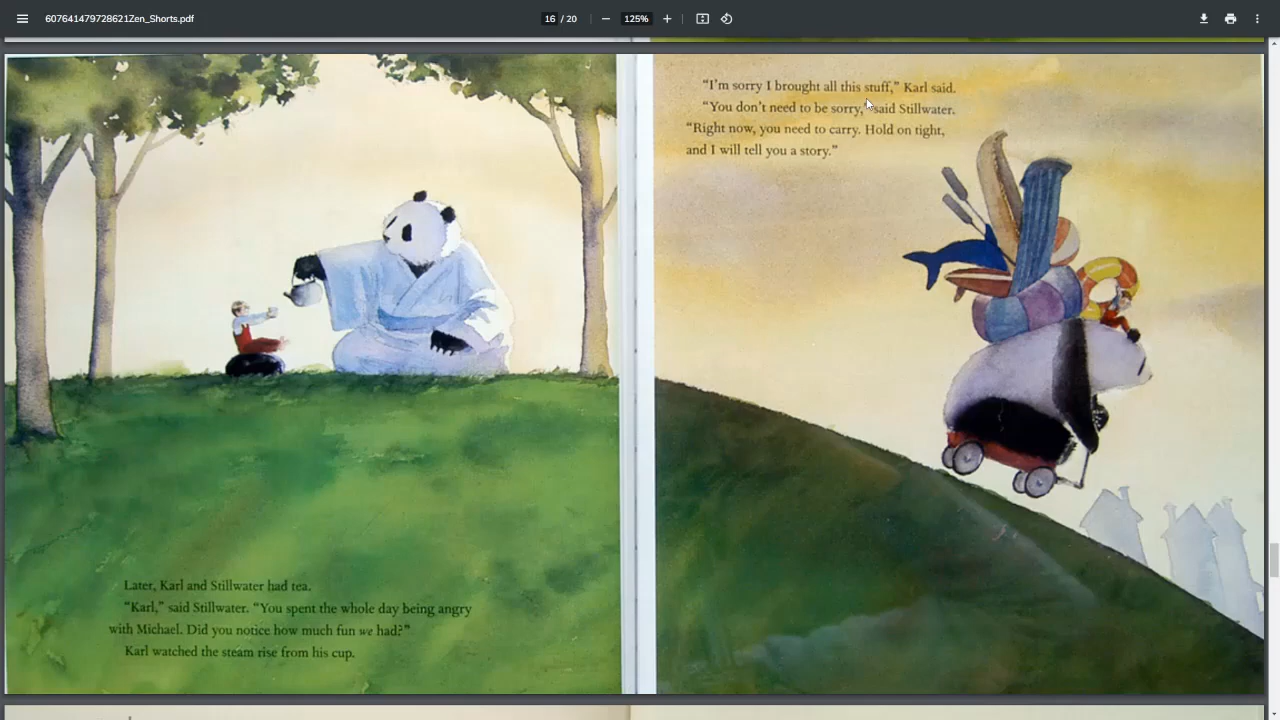 607641479728621Zen_Shorts.pdf
16 / 20
125%
Later, Karl and Stillwater had tea.
“Karl,” said Stillwater. “You spent the whole day being angry
with Michael. Did you notice how much fun we had?”
Karl watched the steam rise from his cup.
“I’m sorry I brought all this stuff,” Karl said.
“You don’t need to be sorry,” said Stillwater.
“Right now, you need to carry. Hold on tight,
and I will tell you a story.”